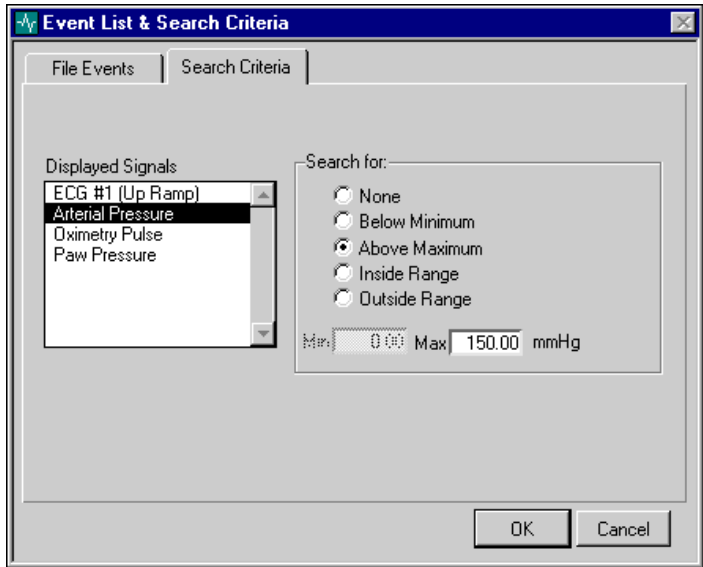 Event List & Search Criteria
File Events
Search Criteria
Displayed Signals
ECG #1 (Up Ramp)
Arterial Pressure
Oximetry Pulse
Paw Pressure
Search for:
None
Below Minimum
Above Maximum
Inside Range
Outside Range
Min 0.00 Max 150.00 mmHg
OK Cancel